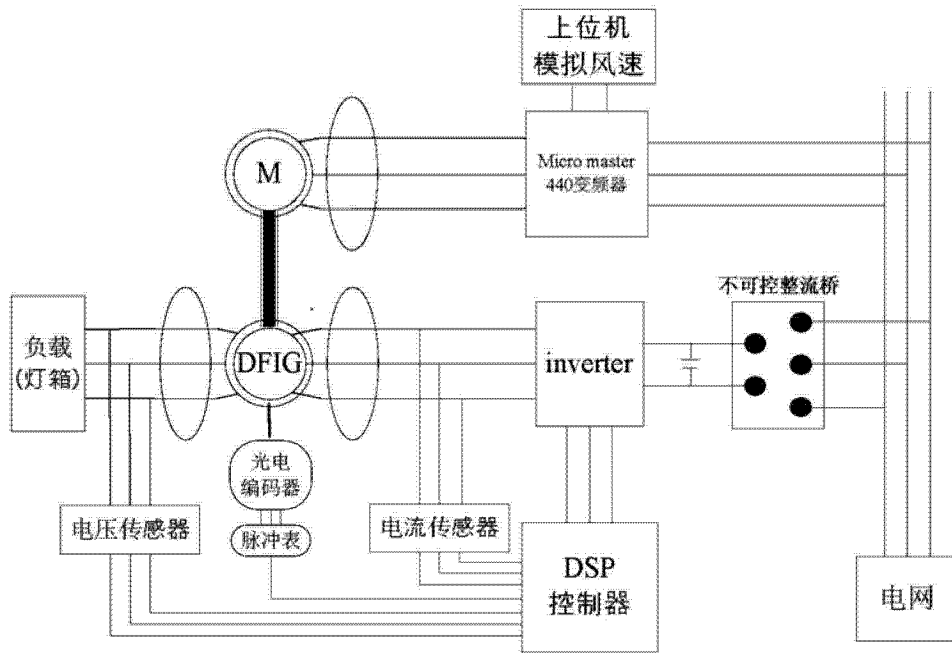 上位机
模拟风速
M
Micro master
440变频器
不可控整流桥
负载
(灯箱)
DFIG
inverter
光电
编码器
电压传感器
脉冲表
电流传感器
DSP
控制器
电网